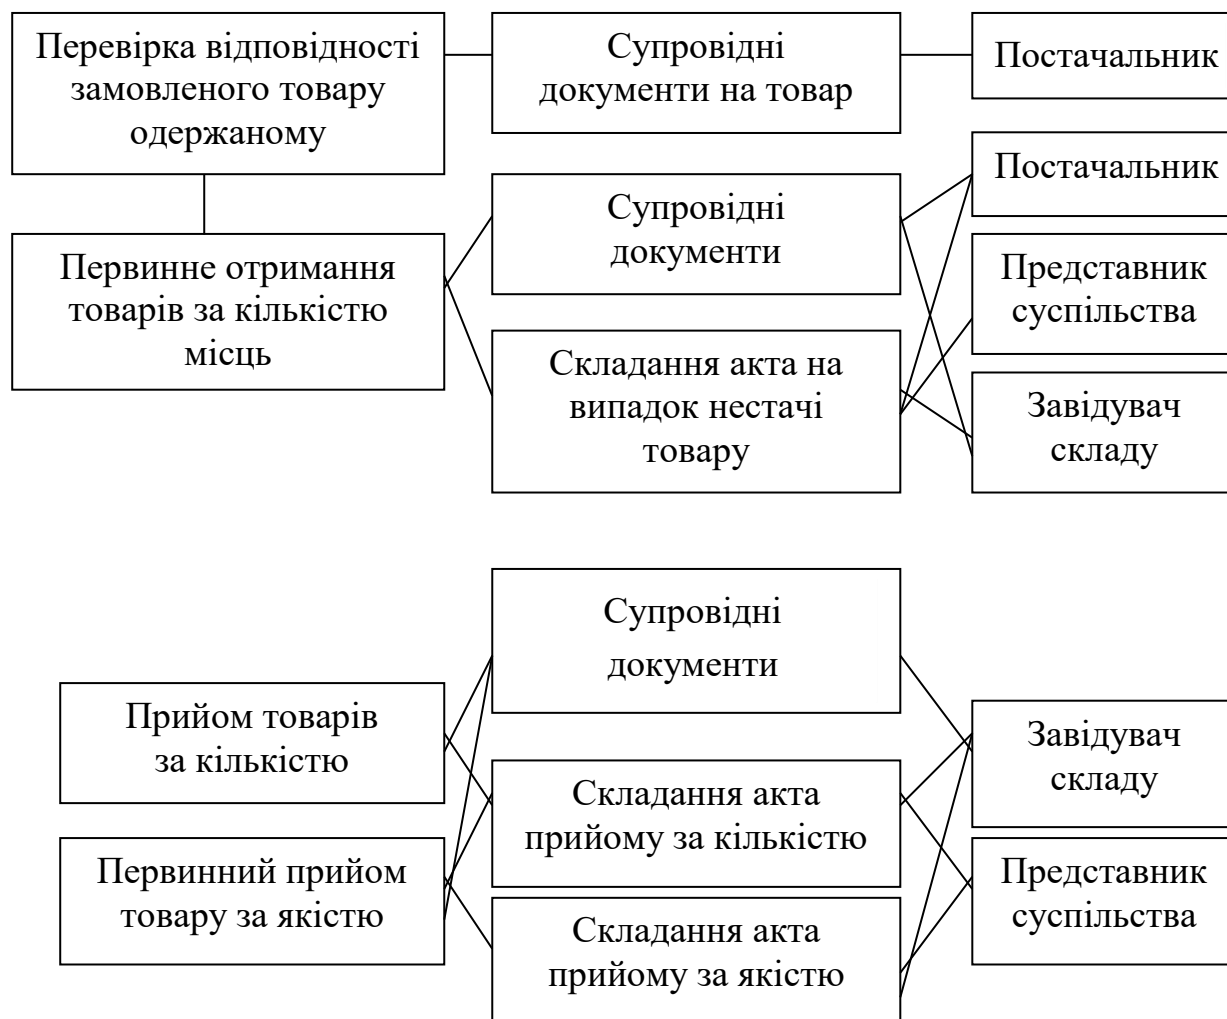 Перевірка відповідності
замовленого товару
одержаному
Супровідні
документи на товар
Постачальник
Постачальник
Первинне отримання
товарів за кількістю
місць
Супровідні
документи
Представник
суспільства
Складання акта на
випадок нестачі
товару
Завідувач
складу
Супровідні
документи
Прийом товарів
за кількістю
Завідувач
складу
Складання акта
прийому за кількістю
Первинний прийом
товару за якістю
Представник
суспільства
Складання акта
прийому за якістю